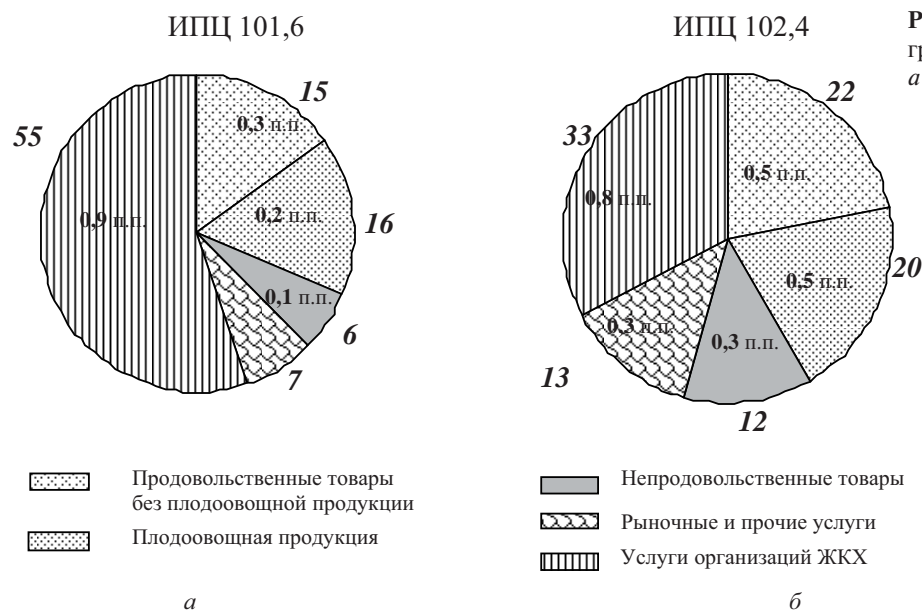 ИПЦ 101,6
15
0,3 п.п.
55
0,9 п.п.
0,2 п.п.
16
0,1 п.п.
6
7
ИПЦ 102,4
22
33
0,5 п.п.
0,8 п.п.
0,5 п.п.
20
0,3 п.п.
0,3 п.п.
13
12
Продовольственные товары
без плодоовощной продукции
Плодоовощная продукция
Непродовольственные товары
Рыночные и прочие услуги
Услуги организаций ЖКХ
а
б
Р
гр
а